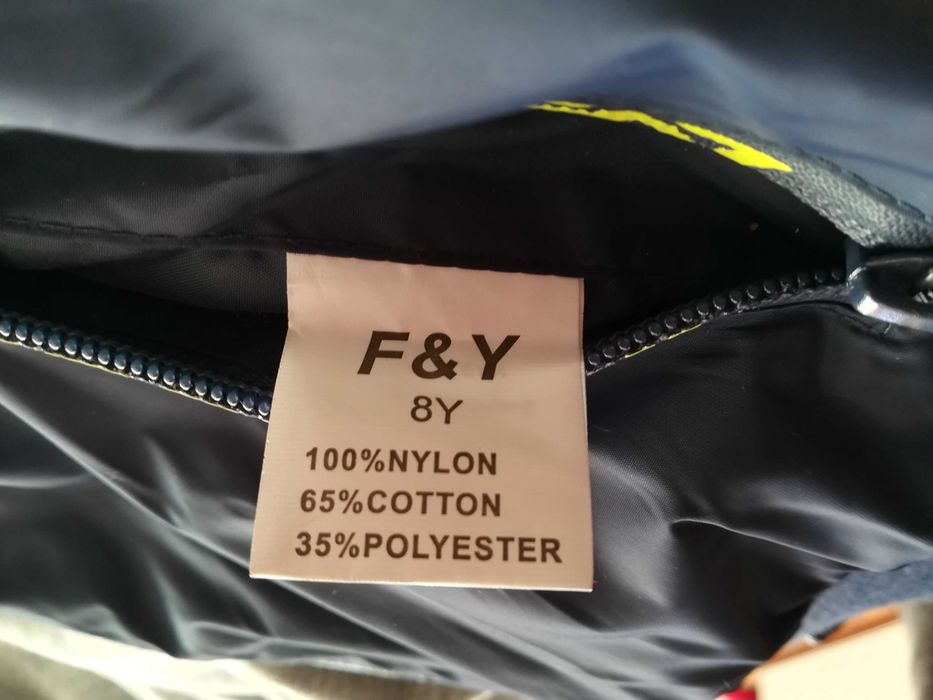 F&Y
8Y
100%NYLON
65%COTTON
35%POLYESTER